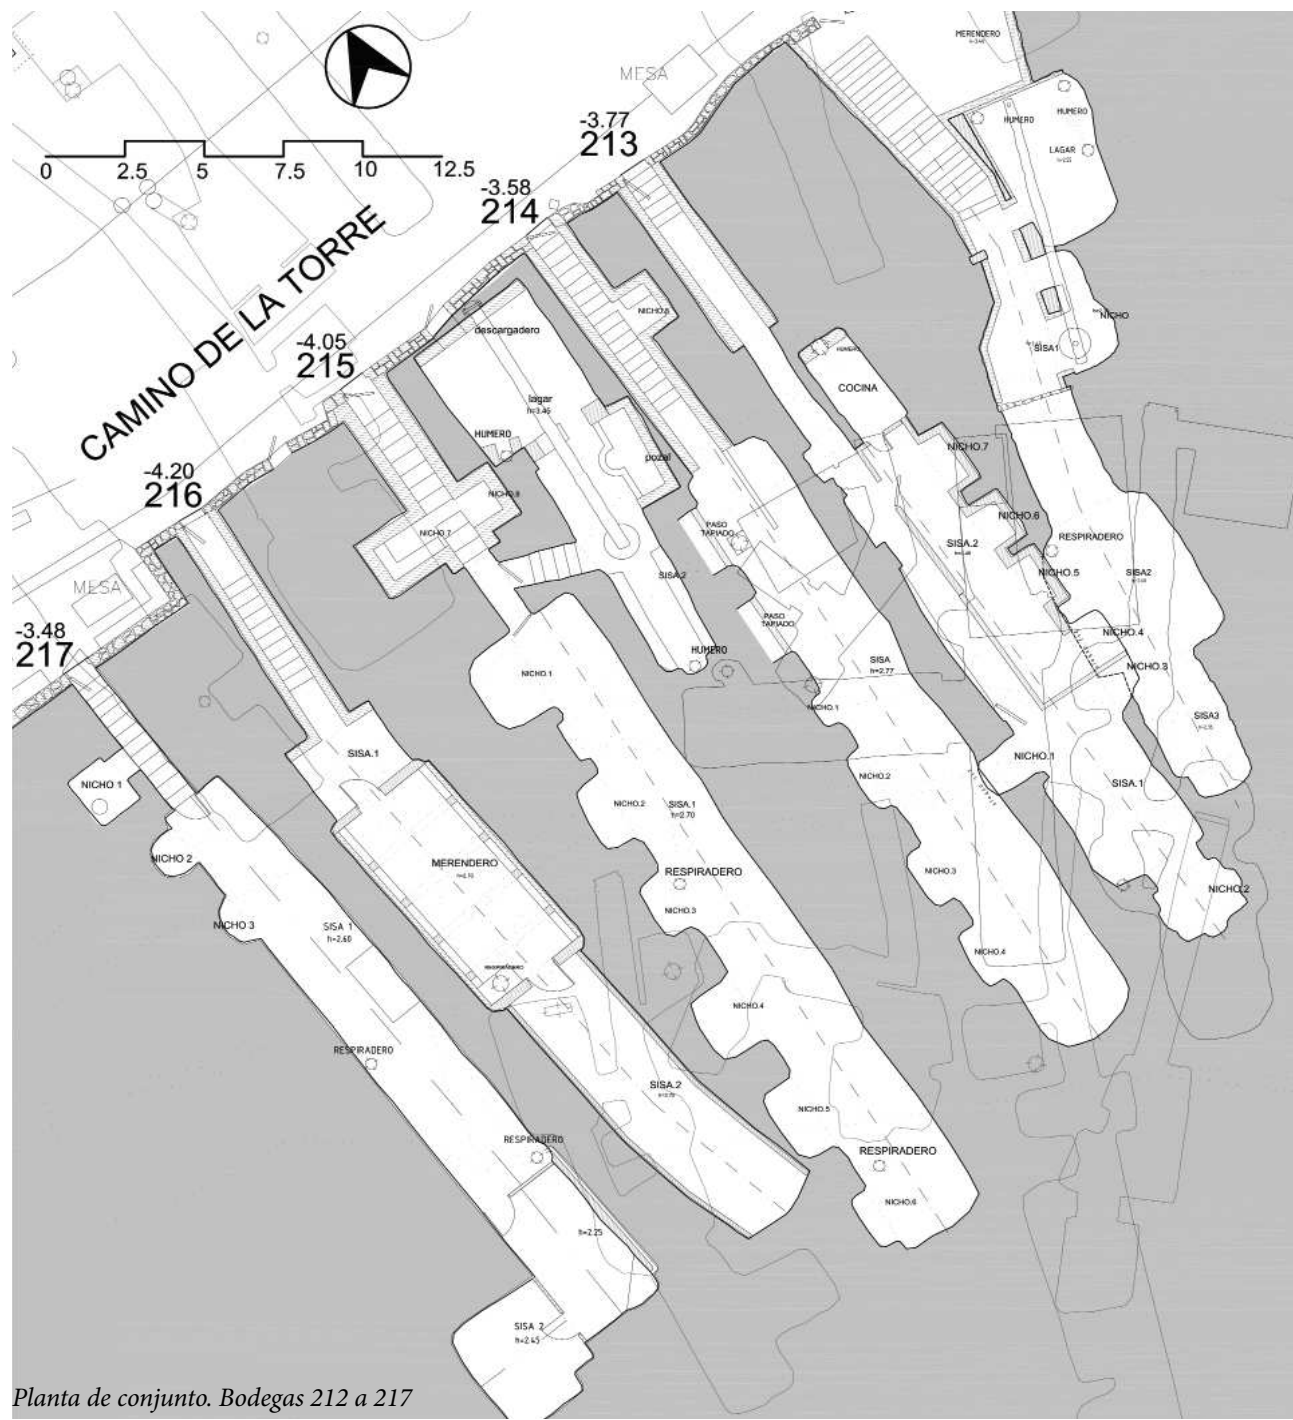 MERENDERO
MESA
-3.77
213
HUMERO
HUMERO
LAGAR
0
2.5
5
7.5
10
12.5
-3.58
214
CAMINO DE LA TORRE
NICHO.5
NICHO
SISA1
descargadero
-4.05
215
HUMERO
COCINA
lagar
h=3.45
HUMERO
pozal
NICHO.7
-4.20
216
NICHO.8
NICHO.6
PASO
TAPIADO
NICHO.7
SISA.2
RESPIRADERO
NICHO.5
SISA2
SISA.2
MESA
PASO
TAPIADO
-3.48
217
NICHO.4
HUMERO
SISA
h=2.77
NICHO.3
NICHO.1
NICHO.1
SISA3
SISA.1
NICHO.1
NICHO.2
NICHO 1
SISA.1
NICHO.2
SISA.1
h=2.70
NICHO 2
MERENDERO
RESPIRADERO
NICHO.3
NICHO.2
NICHO.3
NICHO 3
SISA 1
h=2.60
NICHO.4
RESPIRADERO
NICHO.4
RESPIRADERO
SISA.2
NICHO.5
RESPIRADERO
RESPIRADERO
NICHO.6
h=2.25
SISA 2
h=2.45
Planta de conjunto. Bodegas 212 a 217